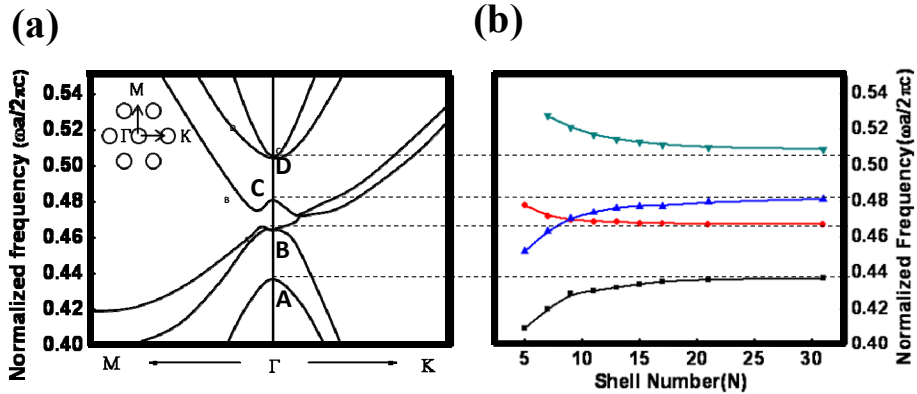 (a)
(b)
Normalized frequency (ωa/2πc)
0.54
0.52
0.50
0.48
0.46
0.44
0.42
0.40
M
Γ
K
D
C
B
A
D
C
B
M
Γ
K
5
10
15
20
25
30
Shell Number(N)
0.54
0.52
0.50
0.48
0.46
0.44
0.42
0.40
Normalized Frequency(ωa/2πc)